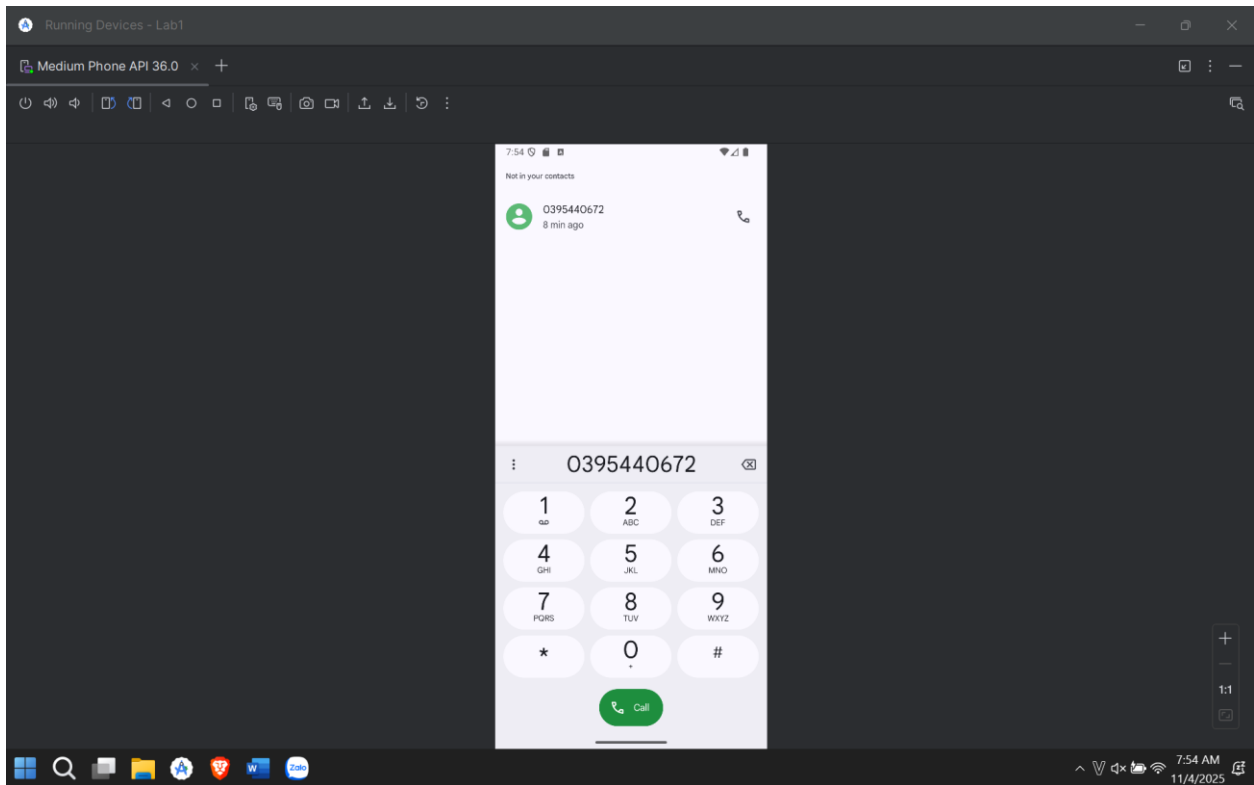 Running Devices - Lab1
Medium Phone API 36.0
7:54
Not in your contacts
0395440672
8 min ago
0395440672
1 2 3
ABC DEF
4 5 6
GHI JKL MNO
7 8 9
PQRS TUV WXYZ
* 0 #
+
Call
1:1
W Zalo
7:54 AM
11/4/2025